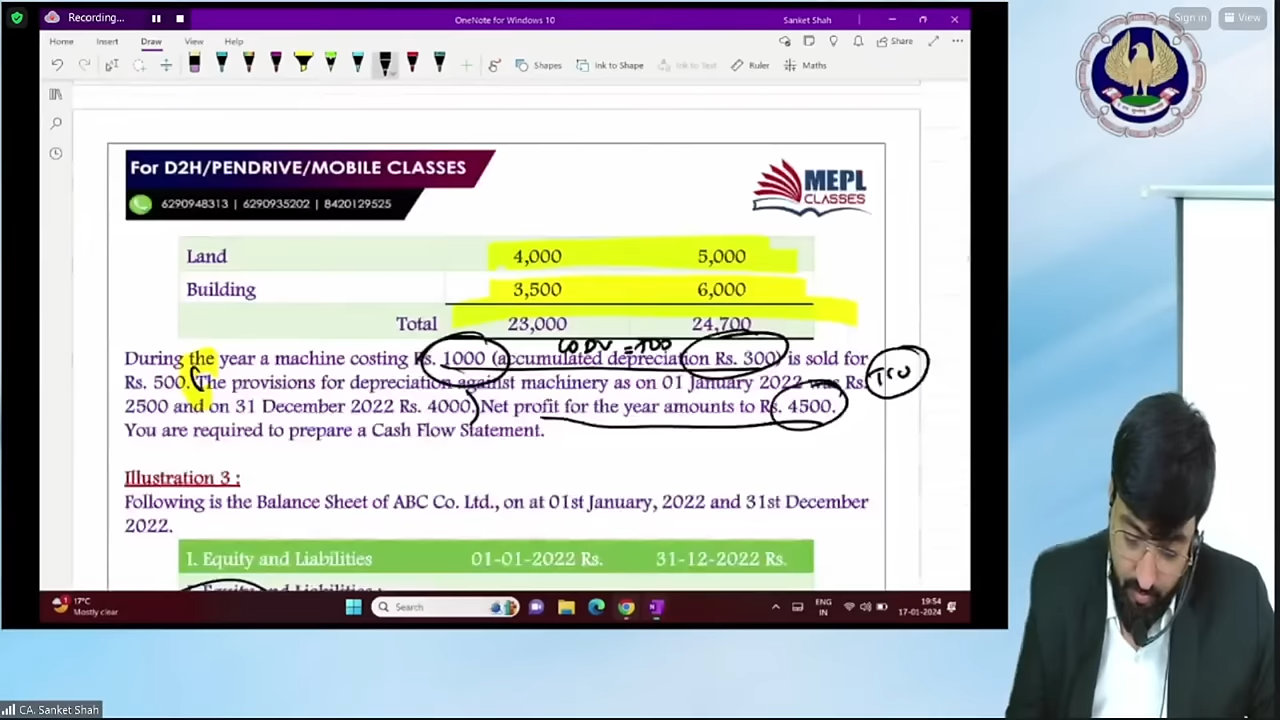 Recording...
OneNote for Windows 10
Sanket Shah
Sign in
View
Home Insert Draw View Help
Share
Shapes Ink to Shape Ink to Text Ruler Maths
For D2H/PENDRIVE/MOBILE CLASSES
6290948313 | 6290935202 | 8420129525
MEPL
CLASSES
Land 4,000 5,000
Building 3,500 6,000
Total 23,000 24,700
WDV = 700
During the year a machine costing Rs. 1000 (accumulated depreciation Rs. 300) is sold for
Rs. 500. The provisions for depreciation against machinery as on 01 January 2022 was Rs.
2500 and on 31 December 2022 Rs. 4000. Net profit for the year amounts to Rs. 4500.
You are required to prepare a Cash Flow Statement.
Illustration 3 :
Following is the Balance Sheet of ABC Co. Ltd., on at 01st January, 2022 and 31st December
2022.
I. Equity and Liabilities 01-01-2022 Rs. 31-12-2022 Rs.
17°C
Mostly clear
Search
ENG
IN
19:54
17-01-2024
CA. Sanket Shah